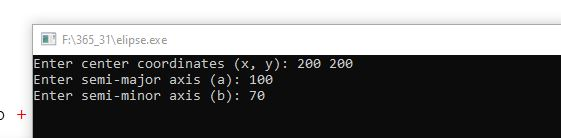 F:\365_31\elipse.exe
Enter center coordinates (x, y): 200 200
Enter semi-major axis (a): 100
Enter semi-minor axis (b): 70
+